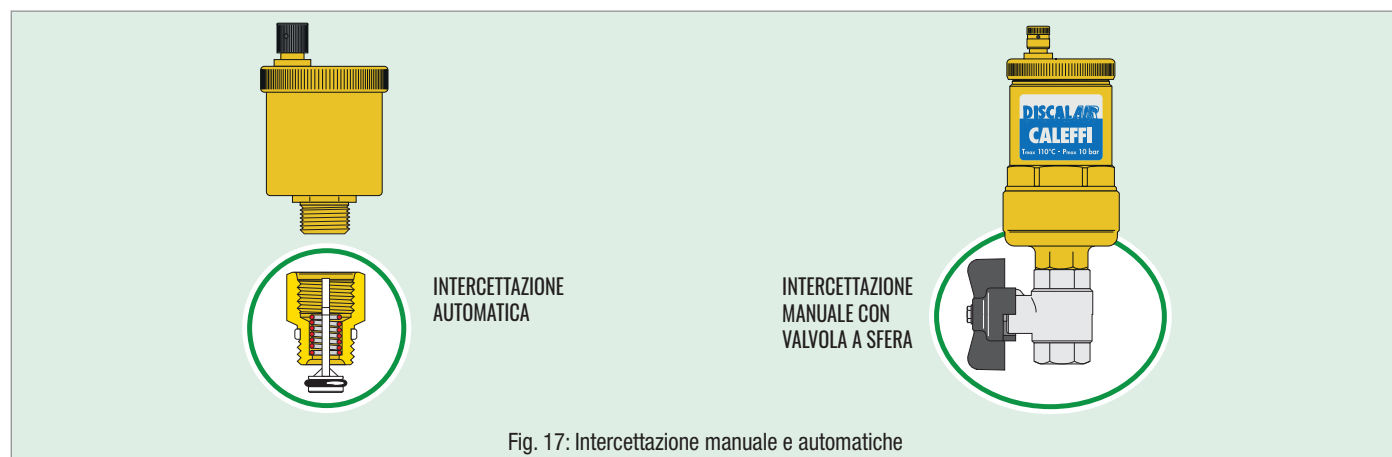 DISCALAIR
CALEFFI
Tmax 110°C - Pmax 10 bar
INTERCETTAZIONE
AUTOMATICA
INTERCETTAZIONE
MANUALE CON
VALVOLA A SFERA
Fig. 17: Intercettazione manuale e automatiche